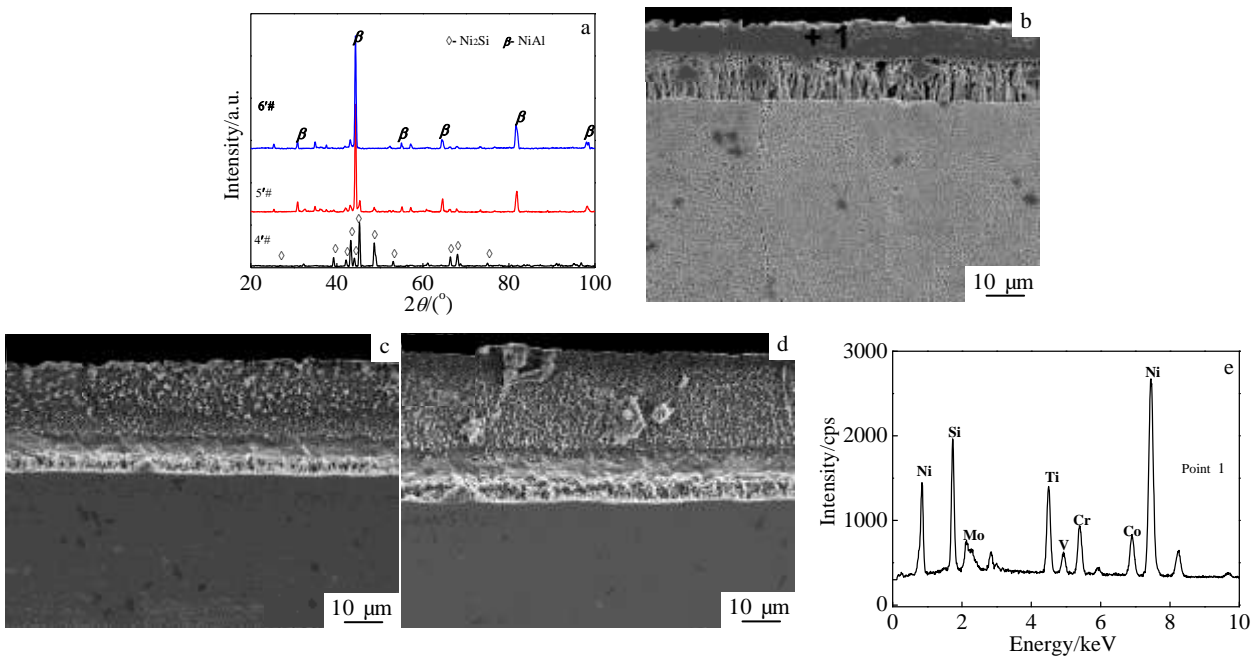 a
◊- Ni₂Si β- NiAl
β
6′#
β β β β β
5′#
4′#
◊ ◊ ◊ ◊ ◊ ◊ ◊ ◊ ◊ ◊ ◊
Intensity/a.u.
20 40 60 80 100
2θ/(°)
b
+ 1
10 μm
c
10 μm
d
10 μm
e
3000
2000
1000
0
Intensity/cps
Ni
Si
Mo
Ti
V
Cr
Co
Ni
Point 1
0 2 4 6 8 10
Energy/keV